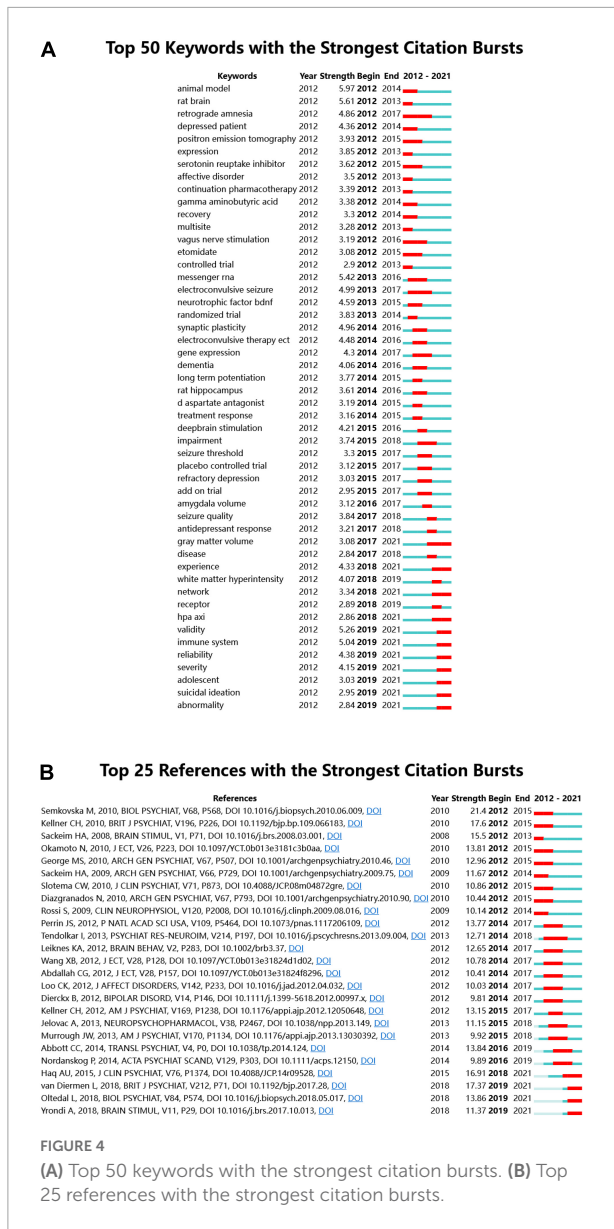 A
Top 50 Keywords with the Strongest Citation Bursts
Keywords Year Strength Begin End 2012 - 2021
animal model 2012 5.97 2012 2014
rat brain 2012 5.61 2012 2013
retrograde amnesia 2012 4.86 2012 2017
depressed patient 2012 4.36 2012 2014
positron emission tomography 2012 3.93 2012 2015
expression 2012 3.85 2012 2013
serotonin reuptake inhibitor 2012 3.62 2012 2015
affective disorder 2012 3.5 2012 2013
continuation pharmacotherapy 2012 3.39 2012 2013
gamma aminobutyric acid 2012 3.38 2012 2014
recovery 2012 3.3 2012 2014
multisite 2012 3.28 2012 2013
vagus nerve stimulation 2012 3.19 2012 2016
etomidate 2012 3.08 2012 2015
controlled trial 2012 2.9 2012 2013
messenger rna 2012 5.42 2013 2016
electroconvulsive seizure 2012 4.99 2013 2017
neurotrophic factor bdnf 2012 4.59 2013 2015
randomized trial 2012 3.83 2013 2014
synaptic plasticity 2012 4.96 2014 2016
electroconvulsive therapy ect 2012 4.48 2014 2016
gene expression 2012 4.3 2014 2017
dementia 2012 4.06 2014 2016
long term potentiation 2012 3.77 2014 2015
rat hippocampus 2012 3.61 2014 2016
d aspartate antagonist 2012 3.19 2014 2015
treatment response 2012 3.16 2014 2015
deepbrain stimulation 2012 4.21 2015 2016
impairment 2012 3.74 2015 2018
seizure threshold 2012 3.3 2015 2017
placebo controlled trial 2012 3.12 2015 2017
refractory depression 2012 3.03 2015 2017
add on trial 2012 2.95 2015 2017
amygdala volume 2012 3.12 2016 2017
seizure quality 2012 3.84 2017 2018
antidepressant response 2012 3.21 2017 2018
gray matter volume 2012 3.08 2017 2021
disease 2012 2.84 2017 2018
experience 2012 4.33 2018 2021
white matter hyperintensity 2012 4.07 2018 2019
network 2012 3.34 2018 2021
receptor 2012 2.89 2018 2019
hpa axi 2012 2.86 2018 2021
validity 2012 5.26 2019 2021
immune system 2012 5.04 2019 2021
reliability 2012 4.38 2019 2021
severity 2012 4.15 2019 2021
adolescent 2012 3.03 2019 2021
suicidal ideation 2012 2.95 2019 2021
abnormality 2012 2.84 2019 2021
B
Top 25 References with the Strongest Citation Bursts
References Year Strength Begin End 2012 - 2021
Semkovska M, 2010, BIOL PSYCHIAT, V68, P568, DOI 10.1016/j.biopsych.2010.06.009, DOI 2010 21.4 2012 2015
Kellner CH, 2010, BRIT J PSYCHIAT, V196, P226, DOI 10.1192/bjp.bp.109.066183, DOI 2010 17.6 2012 2015
Sackeim HA, 2008, BRAIN STIMUL, V1, P71, DOI 10.1016/j.brs.2008.03.001, DOI 2008 15.5 2012 2013
Okamoto N, 2010, J ECT, V26, P223, DOI 10.1097/YCT.0b013e3181c3b0aa, DOI 2010 13.81 2012 2015
George MS, 2010, ARCH GEN PSYCHIAT, V67, P507, DOI 10.1001/archgenpsychiatry.2010.46, DOI 2010 12.96 2012 2015
Sackeim HA, 2009, ARCH GEN PSYCHIAT, V66, P729, DOI 10.1001/archgenpsychiatry.2009.75, DOI 2009 11.67 2012 2014
Slotema CW, 2010, J CLIN PSYCHIAT, V71, P873, DOI 10.4088/JCP.08m04872gre, DOI 2010 10.86 2012 2015
Diazgranados N, 2010, ARCH GEN PSYCHIAT, V67, P793, DOI 10.1001/archgenpsychiatry.2010.90, DOI 2010 10.44 2012 2015
Rossi S, 2009, CLIN NEUROPHYSIOL, V120, P2008, DOI 10.1016/j.clinph.2009.08.016, DOI 2009 10.14 2012 2014
Perrin JS, 2012, P NATL ACAD SCI USA, V109, P5464, DOI 10.1073/pnas.1117206109, DOI 2012 13.77 2014 2017
Tendolkar I, 2013, PSYCHIAT RES-NEUROIM, V214, P197, DOI 10.1016/j.pscychresns.2013.09.004, DOI 2013 12.71 2014 2018
Leiknes KA, 2012, BRAIN BEHAV, V2, P283, DOI 10.1002/brb3.37, DOI 2012 12.65 2014 2017
Wang XB, 2012, J ECT, V28, P128, DOI 10.1097/YCT.0b013e31824d1d02, DOI 2012 10.78 2014 2017
Abdallah CG, 2012, J ECT, V28, P157, DOI 10.1097/YCT.0b013e31824f8296, DOI 2012 10.41 2014 2017
Loo CK, 2012, J AFFECT DISORDERS, V142, P233, DOI 10.1016/j.jad.2012.04.032, DOI 2012 10.03 2014 2017
Dierckx B, 2012, BIPOLAR DISORD, V14, P146, DOI 10.1111/j.1399-5618.2012.00997.x, DOI 2012 9.81 2014 2017
Kellner CH, 2012, AM J PSYCHIAT, V169, P1238, DOI 10.1176/appi.ajp.2012.12050648, DOI 2012 13.15 2015 2017
Jelovac A, 2013, NEUROPSYCHOPHARMACOL, V38, P2467, DOI 10.1038/npp.2013.149, DOI 2013 11.15 2015 2018
Murrough JW, 2013, AM J PSYCHIAT, V170, P1134, DOI 10.1176/appi.ajp.2013.13030392, DOI 2013 9.92 2015 2018
Abbott CC, 2014, TRANSL PSYCHIAT, V4, P0, DOI 10.1038/tp.2014.124, DOI 2014 13.84 2016 2019
Nordanskog P, 2014, ACTA PSYCHIAT SCAND, V129, P303, DOI 10.1111/acps.12150, DOI 2014 9.89 2016 2019
Haq AU, 2015, J CLIN PSYCHIAT, V76, P1374, DOI 10.4088/JCP.14r09528, DOI 2015 16.91 2018 2021
van Diermen L, 2018, BRIT J PSYCHIAT, V212, P71, DOI 10.1192/bjp.2017.28, DOI 2018 17.37 2019 2021
Oltedal L, 2018, BIOL PSYCHIAT, V84, P574, DOI 10.1016/j.biopsych.2018.05.017, DOI 2018 13.86 2019 2021
Yrondi A, 2018, BRAIN STIMUL, V11, P29, DOI 10.1016/j.brs.2017.10.013, DOI 2018 11.37 2019 2021
FIGURE 4
(A) Top 50 keywords with the strongest citation bursts. (B) Top
25 references with the strongest citation bursts.